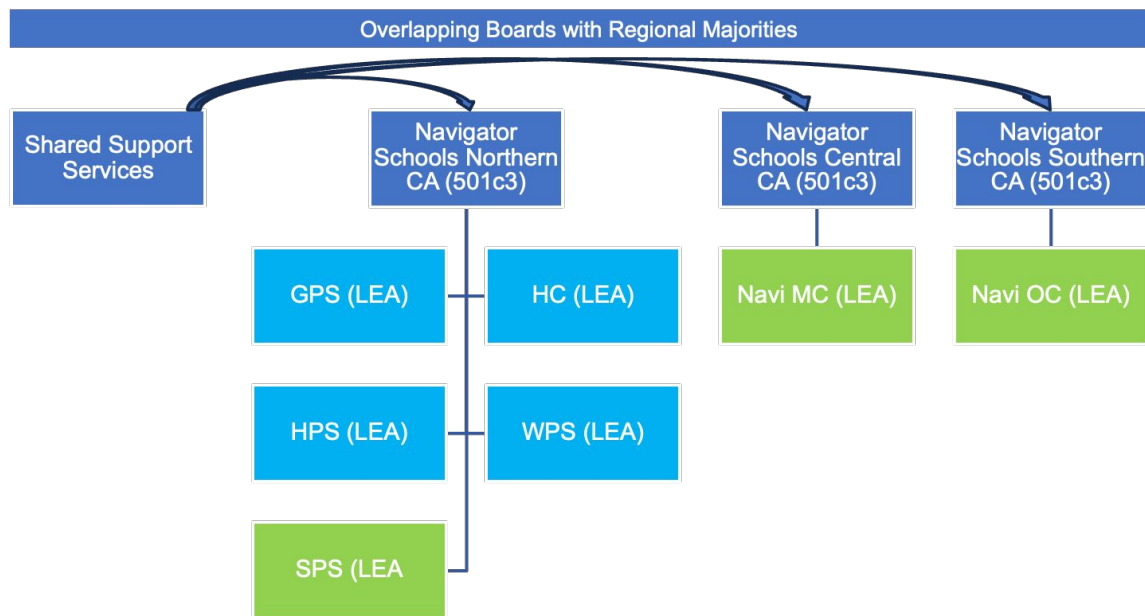 Overlapping Boards with Regional Majorities
Shared Support
Services
Navigator
Schools Northern
CA (501c3)
Navigator
Schools Central
CA (501c3)
Navigator
Schools Southern
CA (501c3)
GPS (LEA)
HC (LEA)
Navi MC (LEA)
Navi OC (LEA)
HPS (LEA)
WPS (LEA)
SPS (LEA